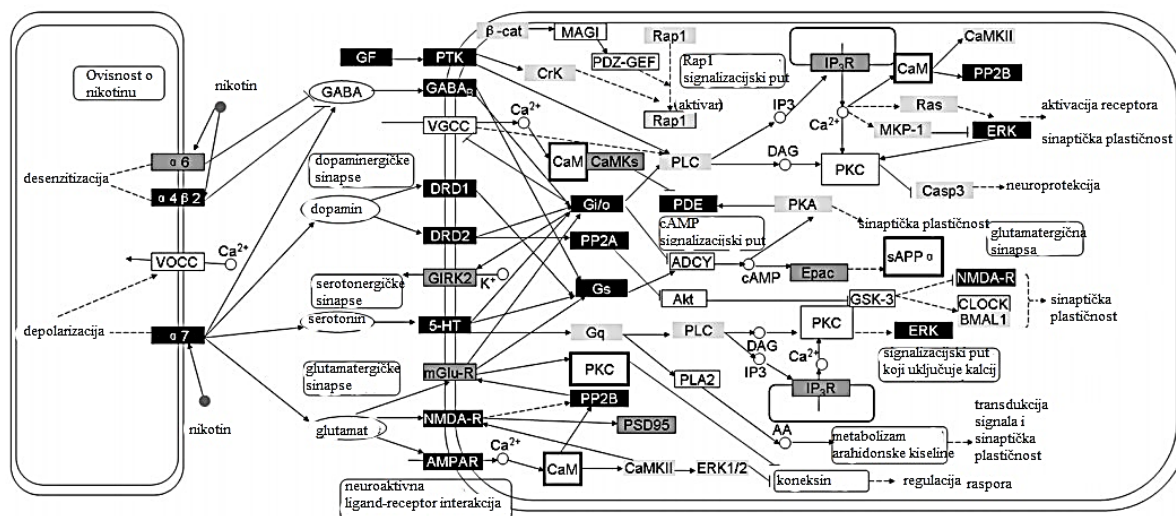 Ovisnost o
nikotinu
nikotin
α6
desenzitizacija
α4β2
VOCC
Ca2+
depolarizacija
α7
nikotin
GABA
dopaminergičke
sinapse
dopamin
serotonergičke
sinapse
serotonin
glutamatergičke
sinapse
glutamat
neuroaktivna
ligand-receptor interakcija
GF
PTK
GABAB
VGCC
Ca2+
DRD1
DRD2
GIRK2
K+
5-HT
mGlu-R
NMDA-R
AMPAR
Ca2+
β-cat
MAGI
PDZ-GEF
CrK
Rap1
(aktivar)
Rap1
Rap1
signalizacijski put
CaM
CaMKs
PLC
Gi/o
PDE
PKA
PP2A
cAMP
signalizacijski put
ADCY
cAMP
Epac
Gs
Akt
GSK-3
Gq
PLC
DAG
IP3
PKC
PKC
PP2B
PLA2
PSD95
CaM
CaMKII
ERK1/2
AA
metabolizam
arahidonske kiseline
koneksin
regulacija
raspora
transdukcija
signala i
sinaptička
plastičnost
IP3
DAG
IP3R
Ca2+
CaM
CaMKII
PP2B
Ras
MKP-1
ERK
aktivacija receptora
sinaptička plastičnost
PKC
Casp3
neuroprotekcija
sinaptička plastičnost
glutamatergična
sinapsa
sAPPα
NMDA-R
CLOCK
BMAL1
sinaptička
plastičnost
ERK
signalizacijski put
koji uključuje kalcij
Ca2+
IP3R